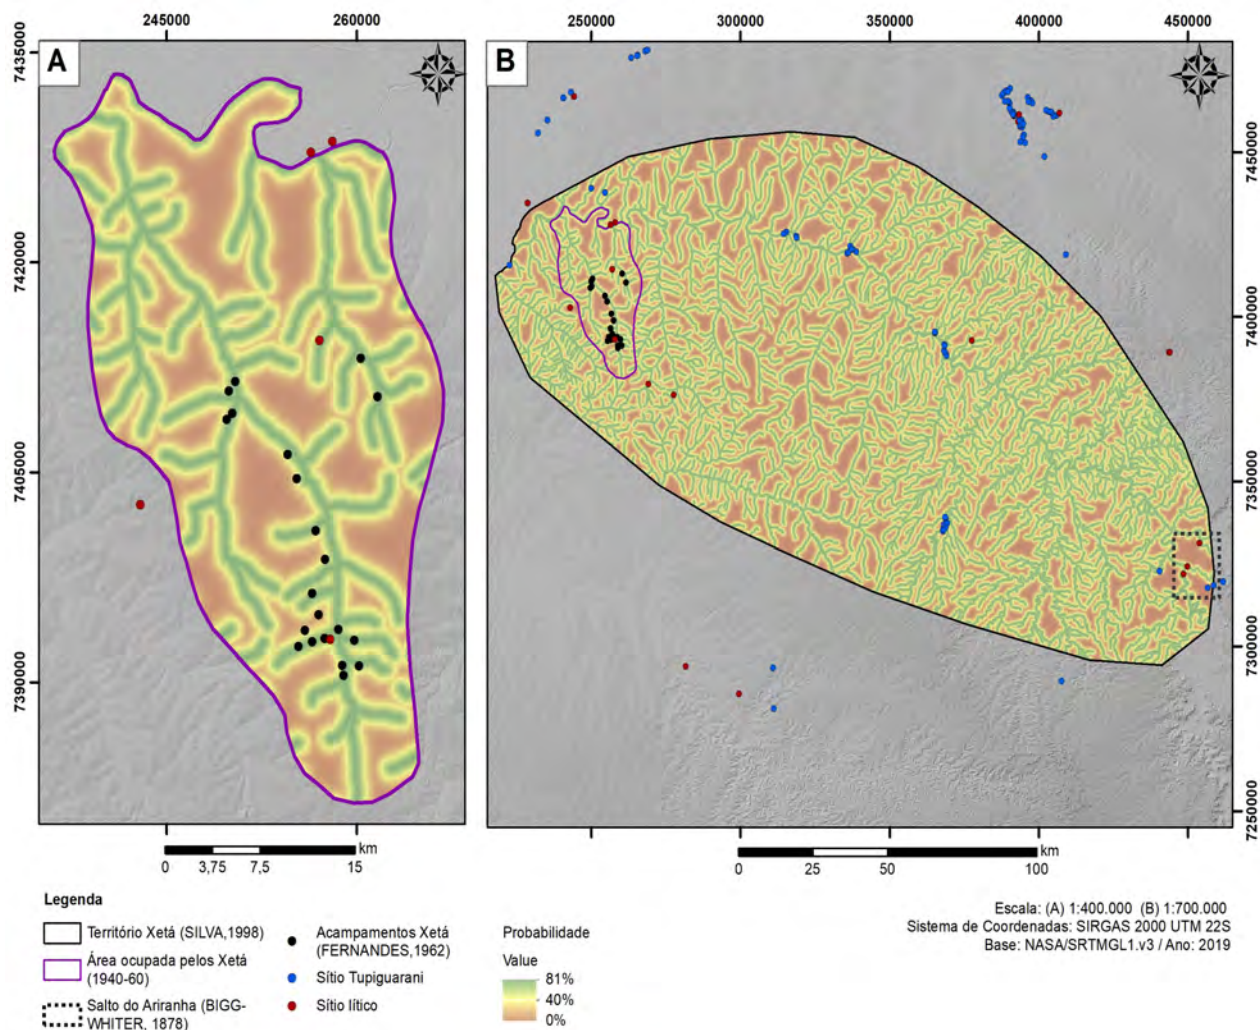 245000 260000
250000 300000 350000 400000 450000
A
B
7435000
7420000
7405000
7390000
7450000
7400000
7350000
7300000
7250000
km
0 3,75 7,5 15
km
0 25 50 100
Legenda
Território Xetá (SILVA,1998)
Área ocupada pelos Xetá
(1940-60)
Salto do Ariranha (BIGG-
WHITER, 1878)
Acampamentos Xetá
(FERNANDES,1962)
Sítio Tupiguarani
Sítio lítico
Probabilidade
Value
81%
40%
0%
Escala: (A) 1:400.000 (B) 1:700.000
Sistema de Coordenadas: SIRGAS 2000 UTM 22S
Base: NASA/SRTMGL1.v3 / Ano: 2019